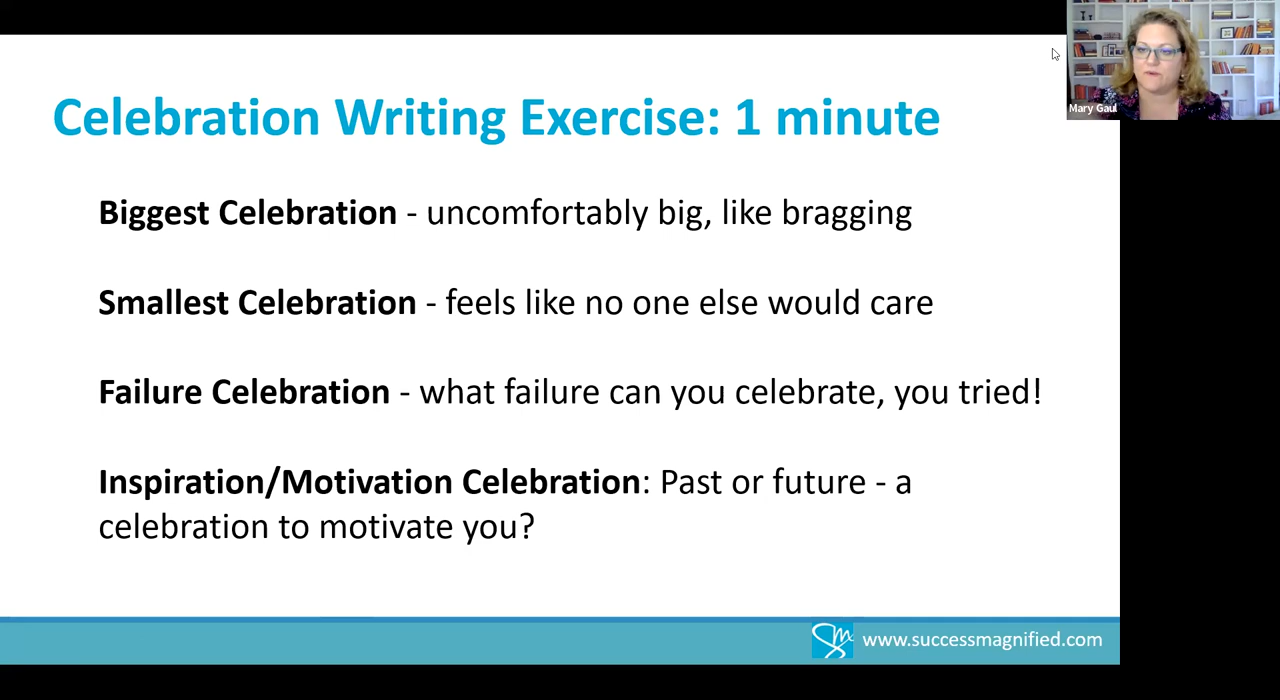 Mary Gaul
Celebration Writing Exercise: 1 minute
Biggest Celebration - uncomfortably big, like bragging
Smallest Celebration - feels like no one else would care
Failure Celebration - what failure can you celebrate, you tried!
Inspiration/Motivation Celebration: Past or future - a
celebration to motivate you?
SM www.successmagnified.com